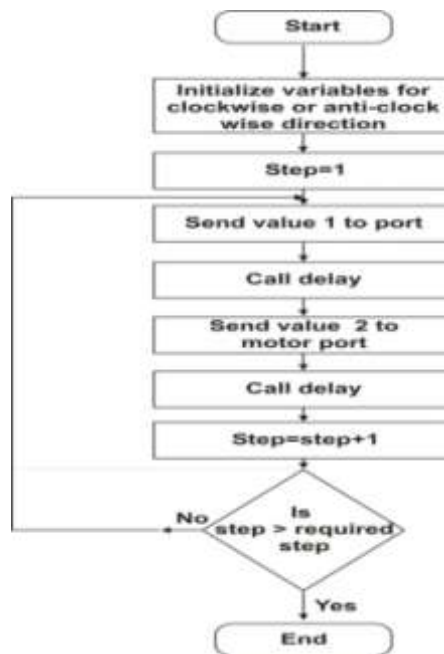 Start
Initialize variables for
clockwise or anti-clock
wise direction
Step=1
Send value 1 to port
Call delay
Send value 2 to
motor port
Call delay
Step=step+1
Is
step > required
step
No
Yes
End